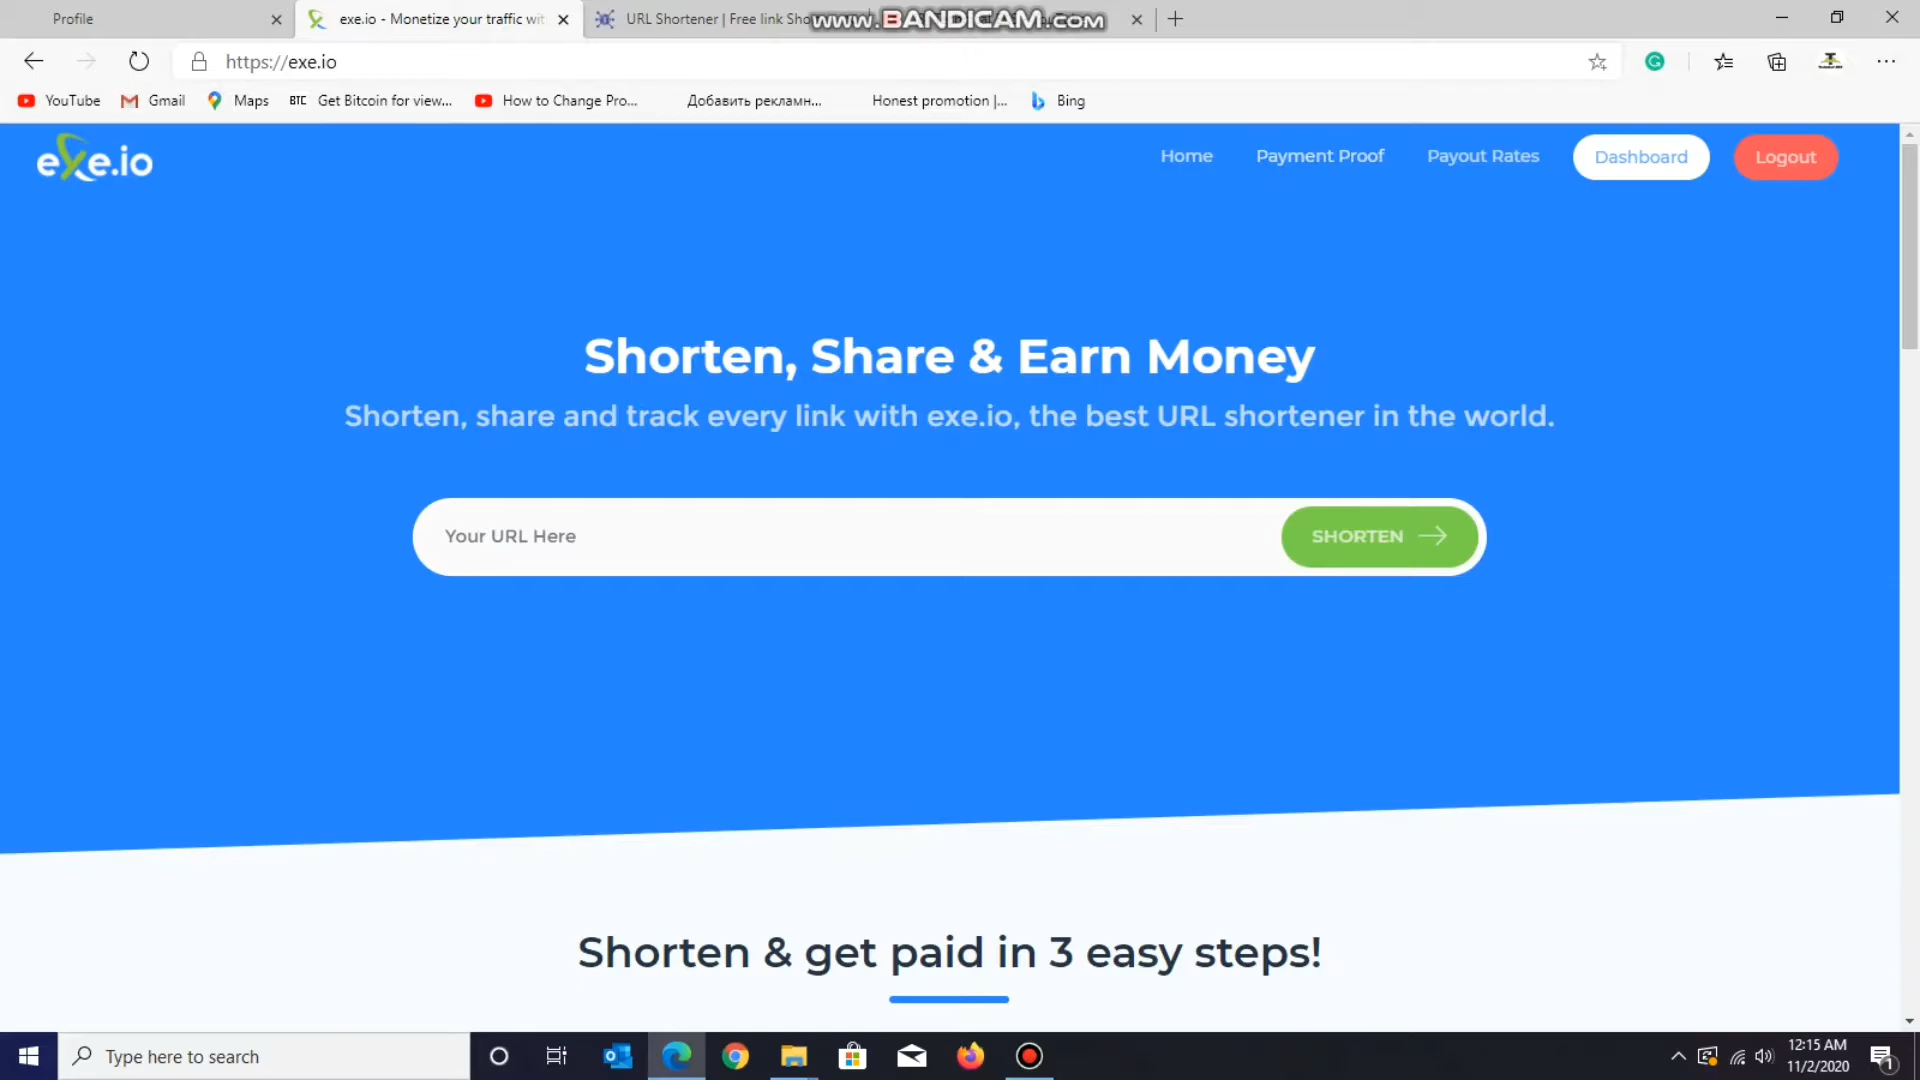 Profile
exe.io - Monetize your traffic wit
URL Shortener | Free link Sho
www.BANDICAM.com
https://exe.io
YouTube
Gmail
Maps
BTC Get Bitcoin for view...
How to Change Pro...
Добавить рекламн...
Honest promotion |...
Bing
exe.io
Home
Payment Proof
Payout Rates
Dashboard
Logout
Shorten, Share & Earn Money
Shorten, share and track every link with exe.io, the best URL shortener in the world.
Your URL Here
SHORTEN
Shorten & get paid in 3 easy steps!
Type here to search
12:15 AM
11/2/2020
1